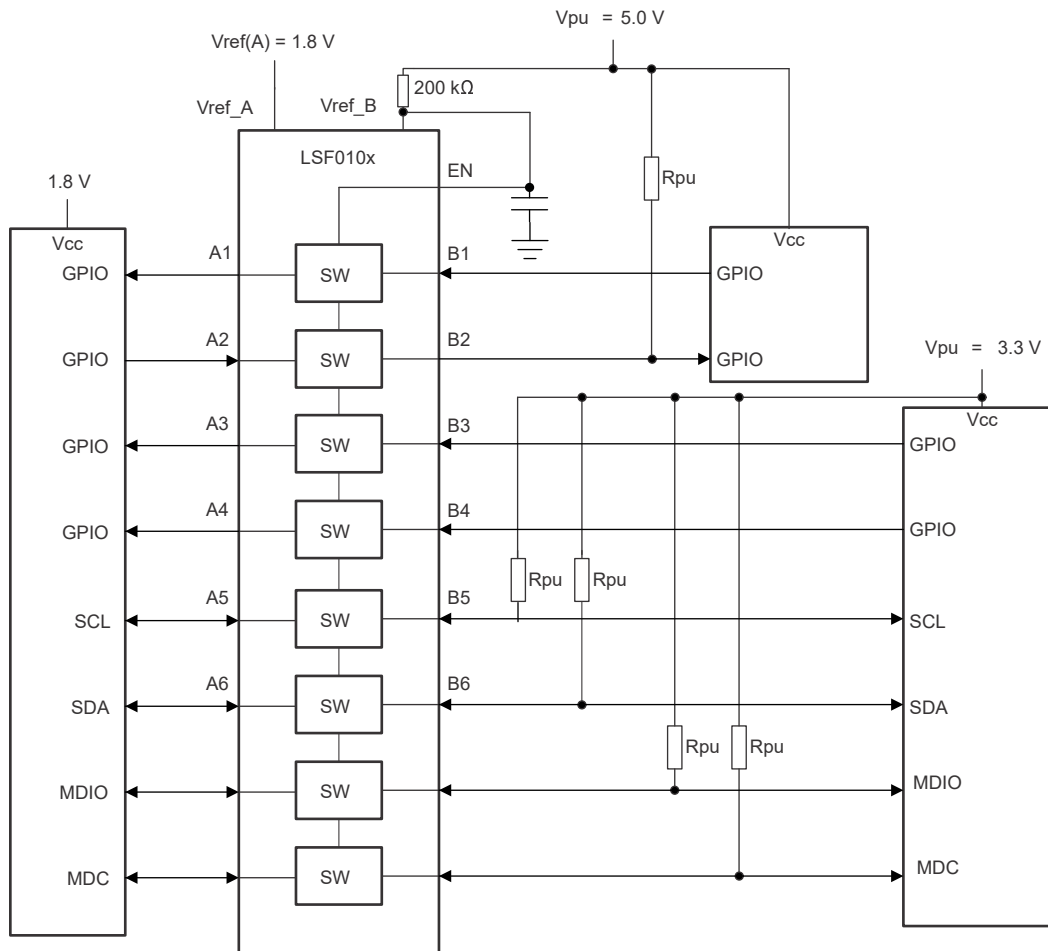 Vpu = 5.0 V
Vref(A) = 1.8 V
200 kΩ
Vref_A
Vref_B
LSF010x
EN
Rpu
1.8 V
Vcc
Vcc
GPIO
A1
SW
B1
GPIO
GPIO
A2
SW
B2
GPIO
Vpu = 3.3 V
Vcc
GPIO
A3
SW
B3
GPIO
GPIO
A4
SW
B4
GPIO
Rpu
Rpu
SCL
A5
SW
B5
SCL
SDA
A6
SW
B6
SDA
Rpu
Rpu
MDIO
SW
MDIO
MDC
SW
MDC